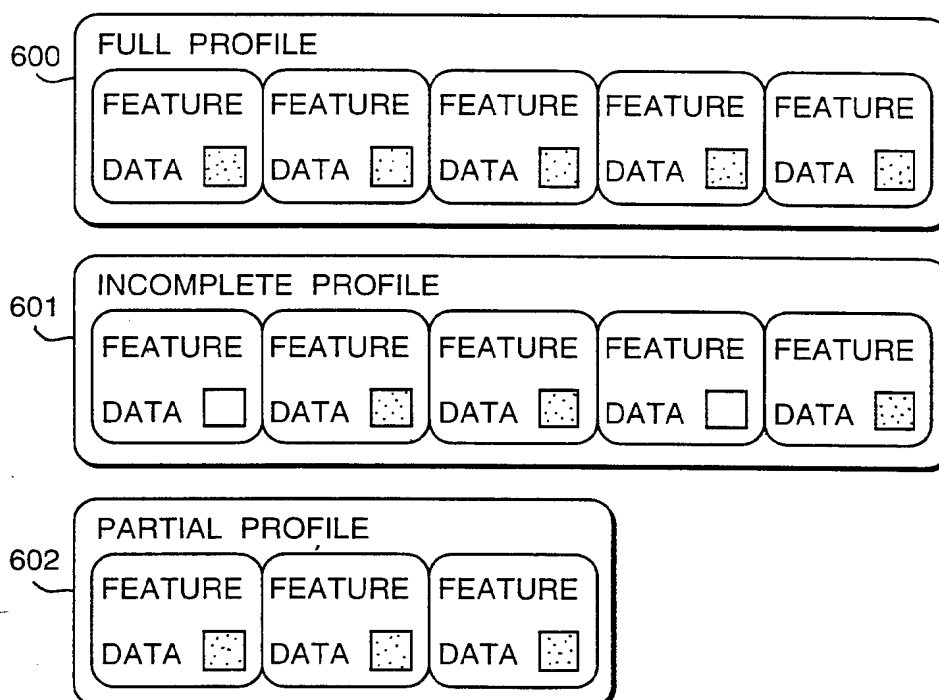 600
FULL PROFILE
FEATURE FEATURE FEATURE FEATURE FEATURE
DATA DATA DATA DATA DATA
601
INCOMPLETE PROFILE
FEATURE FEATURE FEATURE FEATURE FEATURE
DATA DATA DATA DATA DATA
602
PARTIAL PROFILE
FEATURE FEATURE FEATURE
DATA DATA DATA